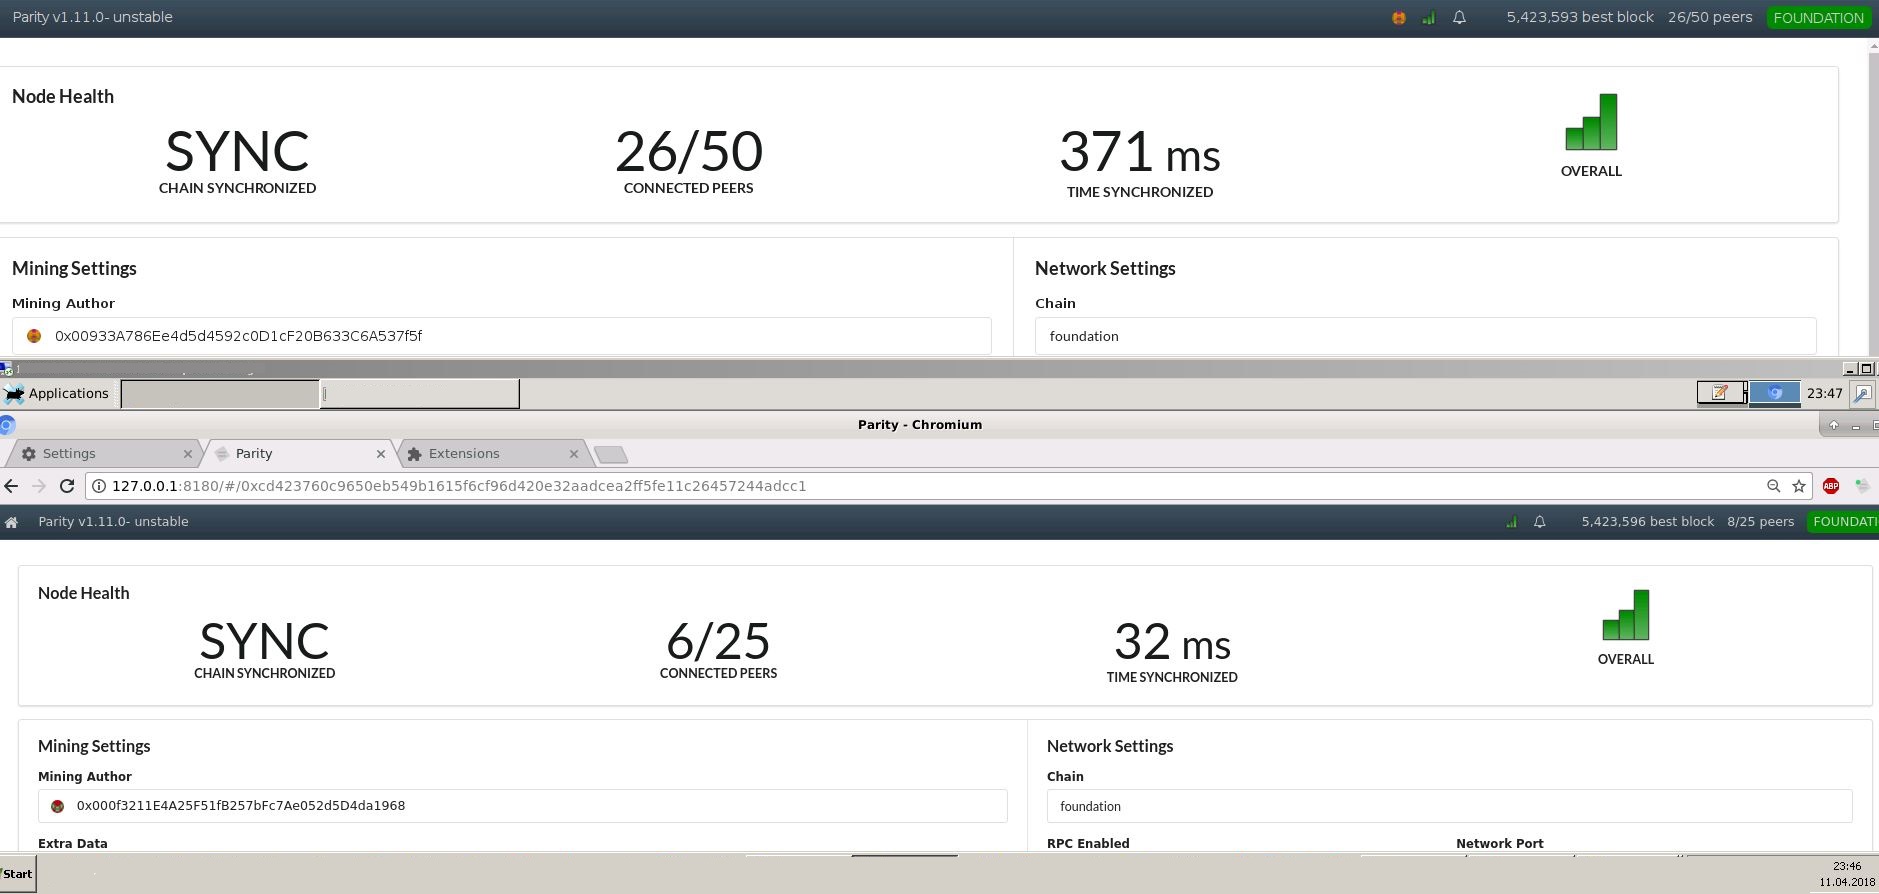 Parity v1.11.0- unstable 5,423,593 best block 26/50 peers FOUNDATION
Node Health
SYNC 26/50 371 ms
CHAIN SYNCHRONIZED CONNECTED PEERS TIME SYNCHRONIZED OVERALL
Mining Settings Network Settings
Mining Author Chain
0x00933A786Ee4d5d4592c0D1cF20B633C6A537f5f foundation
Applications 23:47
Parity - Chromium
Settings Parity Extensions
127.0.0.1:8180/#/0xcd423760c9650eb549b1615f6cf96d420e32aadcea2ff5fe11c26457244adcc1 ABP
Parity v1.11.0- unstable 5,423,596 best block 8/25 peers FOUNDATI
Node Health
SYNC 6/25 32 ms
CHAIN SYNCHRONIZED CONNECTED PEERS TIME SYNCHRONIZED OVERALL
Mining Settings Network Settings
Mining Author Chain
0x000f3211E4A25F51fB257bFc7Ae052d5D4da1968 foundation
Extra Data RPC Enabled Network Port
Start 23:46
11.04.2018